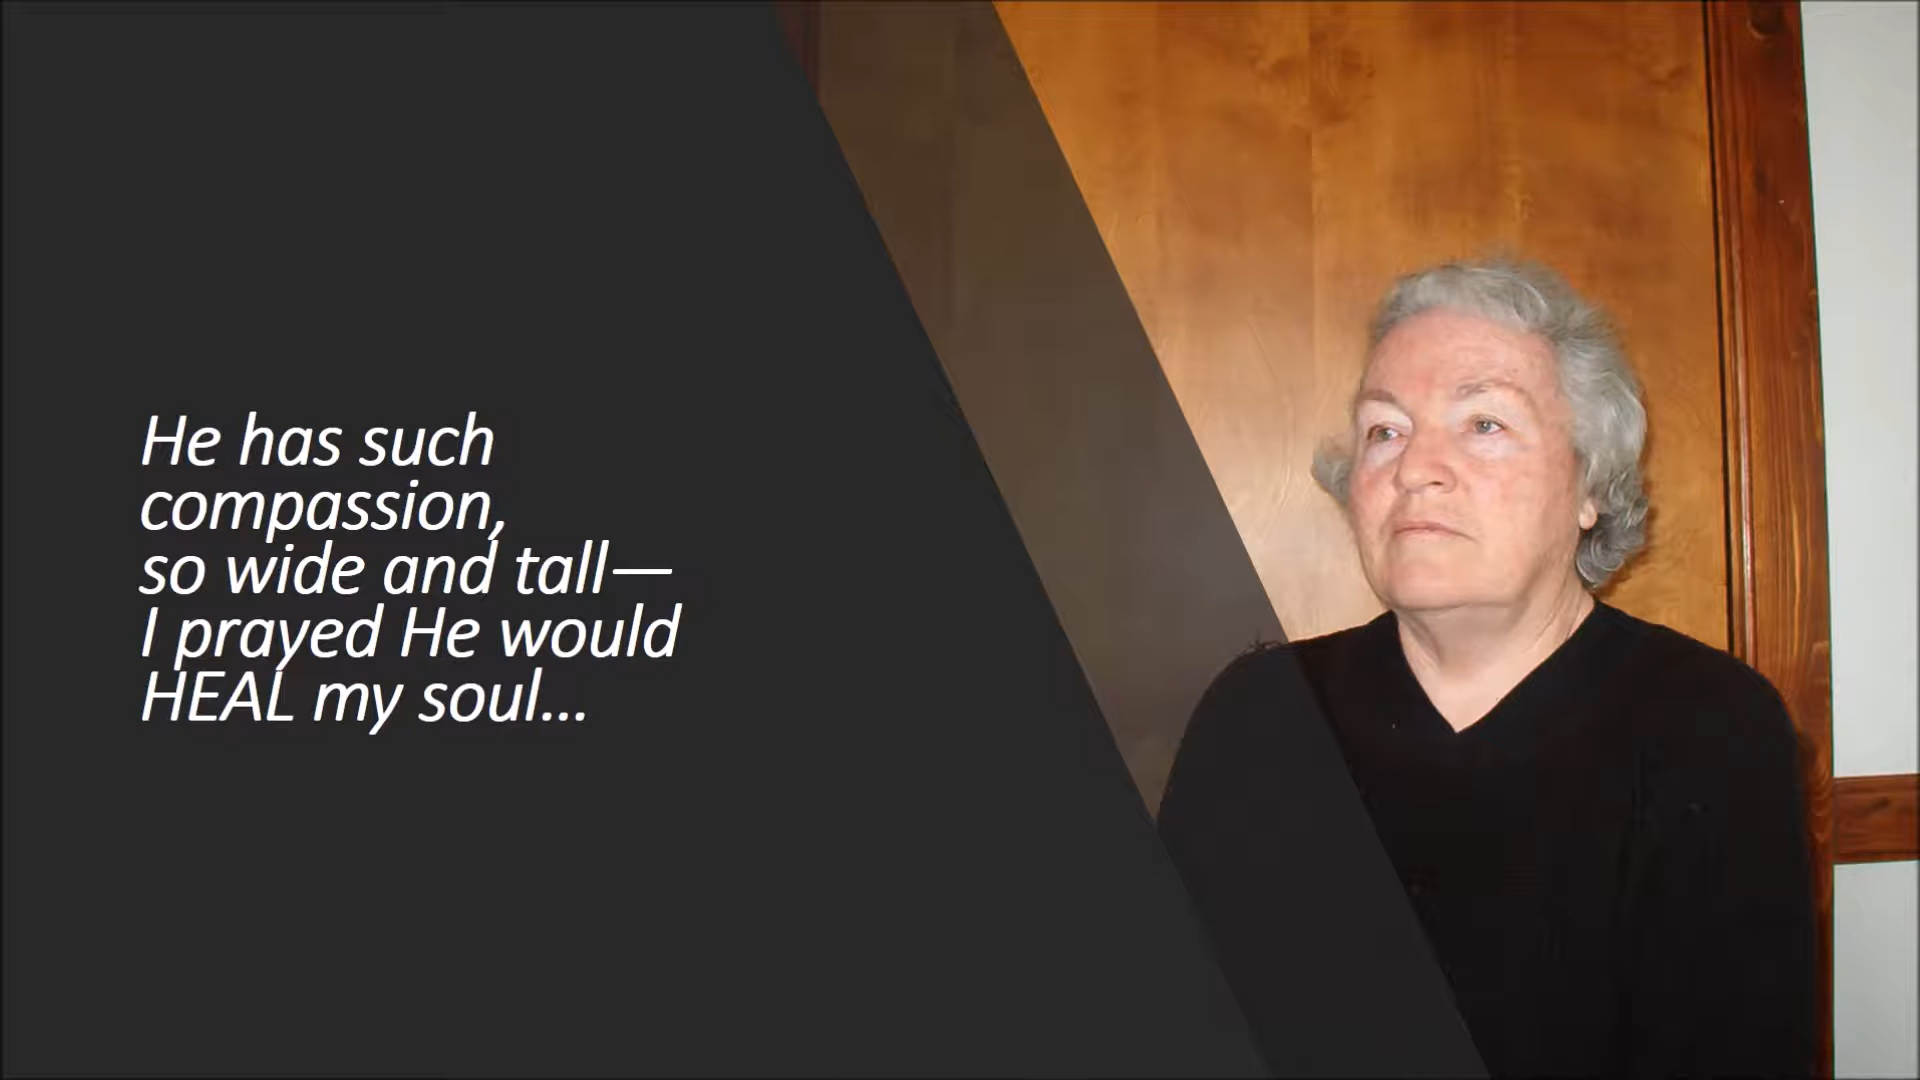 He has such
compassion,
so wide and tall—
I prayed He would
HEAL my soul...